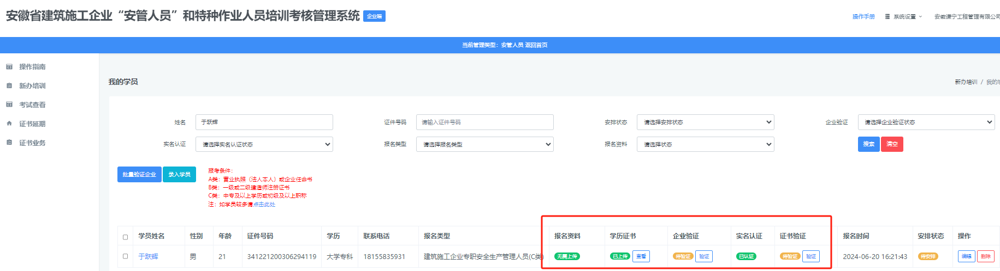 安徽省建筑施工企业“安管人员”和特种作业人员培训考核管理系统 企业端
操作手册 系统设置 安徽谦宁工程管理有限公司
当前管理类型：安管人员 返回首页
操作指南
新办培训
考试查看
证书延期
证书业务
我的学员
新办培训 / 我的学
姓名 于跃辉 证件号码 请输入证件号码 安排状态 请选择安排状态 企业验证 请选择企业验证状态
实名认证 请选择实名认证状态 报名类型 请选择报名类型 报名资料 请选择状态 搜索 清空
批量验证企业 录入学员
报考条件：
A类：营业执照（法人本人）或企业任命书
B类：一级或二级建造师注册证书
C类：中专及以上学历或初级及以上职称
注：如学员较多请点击此处
学员姓名 性别 年龄 证件号码 学历 联系电话 报名类型 报名资料 学历证书 企业验证 实名认证 证书验证 报名时间 安排状态 操作
于跃辉 男 21 341221200306294119 大学专科 18155835931 建筑施工企业专职安全生产管理人员(C类) 无需上传 已上传 查看 待验证 验证 已认证 待验证 验证 2024-06-20 16:21:43 待安排 编辑 删除